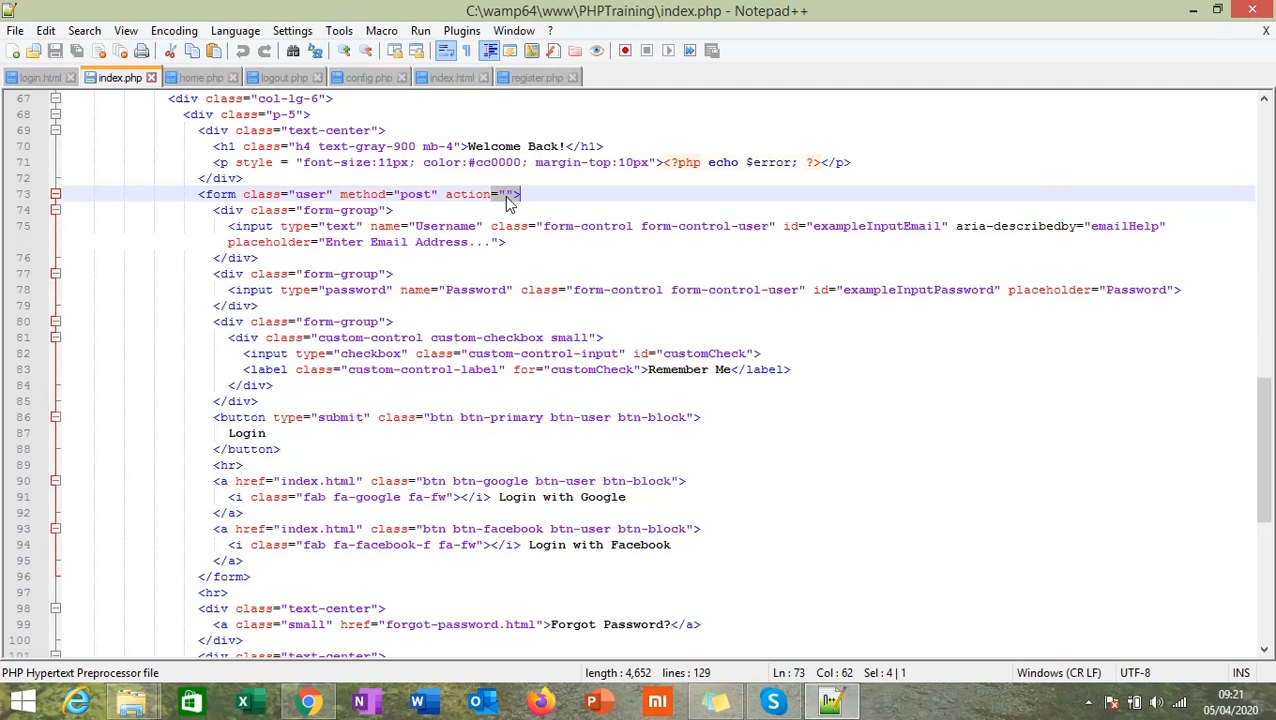 C:\wamp64\www\PHPTraining\index.php - Notepad++
File Edit Search View Encoding Language Settings Tools Macro Run Plugins Window ? X
login.html index.php home.php logout.php config.php index.html register.php
67 <div class="col-lg-6">
68 <div class="p-5">
69 <div class="text-center">
70 <h1 class="h4 text-gray-900 mb-4">Welcome Back!</h1>
71 <p style = "font-size:11px; color:#cc0000; margin-top:10px"><?php echo $error; ?></p>
72 </div>
73 <form class="user" method="post" action="">
74 <div class="form-group">
75 <input type="text" name="Username" class="form-control form-control-user" id="exampleInputEmail" aria-describedby="emailHelp"
placeholder="Enter Email Address...">
76 </div>
77 <div class="form-group">
78 <input type="password" name="Password" class="form-control form-control-user" id="exampleInputPassword" placeholder="Password">
79 </div>
80 <div class="form-group">
81 <div class="custom-control custom-checkbox small">
82 <input type="checkbox" class="custom-control-input" id="customCheck">
83 <label class="custom-control-label" for="customCheck">Remember Me</label>
84 </div>
85 </div>
86 <button type="submit" class="btn btn-primary btn-user btn-block">
87 Login
88 </button>
89 <hr>
90 <a href="index.html" class="btn btn-google btn-user btn-block">
91 <i class="fab fa-google fa-fw"></i> Login with Google
92 </a>
93 <a href="index.html" class="btn btn-facebook btn-user btn-block">
94 <i class="fab fa-facebook-f fa-fw"></i> Login with Facebook
95 </a>
96 </form>
97 <hr>
98 <div class="text-center">
99 <a class="small" href="forgot-password.html">Forgot Password?</a>
100 </div>
101 <div class="text-center">
PHP Hypertext Preprocessor file length : 4,652 lines : 129 Ln : 73 Col : 62 Sel : 4 | 1 Windows (CR LF) UTF-8 INS
09:21
05/04/2020